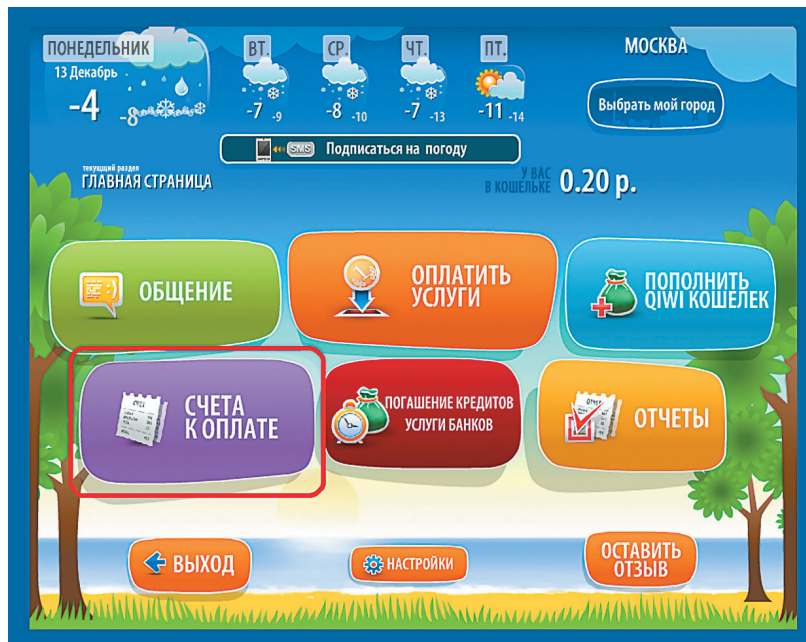 ПОНЕДЕЛЬНИК
13 Декабрь
-4 -8
ВТ.
-7 -9
СР.
-8 -10
ЧТ.
-7 -13
ПТ.
-11 -14
МОСКВА
Выбрать мой город
SMS Подписаться на погоду
текущий раздел
ГЛАВНАЯ СТРАНИЦА
У ВАС
В КОШЕЛЬКЕ 0.20 р.
ОБЩЕНИЕ
ОПЛАТИТЬ
УСЛУГИ
ПОПОЛНИТЬ
QIWI КОШЕЛЕК
СЧЕТА
К ОПЛАТЕ
ПОГАШЕНИЕ КРЕДИТОВ
УСЛУГИ БАНКОВ
ОТЧЕТЫ
ВЫХОД
НАСТРОЙКИ
ОСТАВИТЬ
ОТЗЫВ